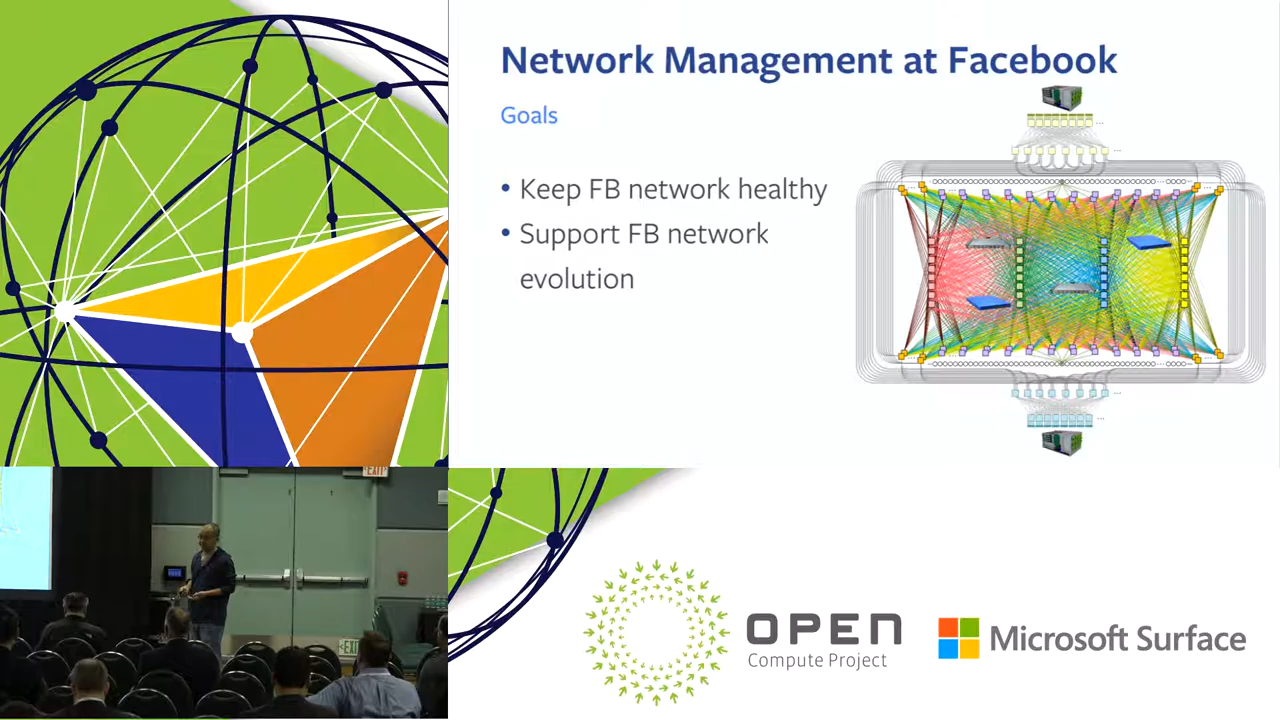 Network Management at Facebook
Goals
• Keep FB network healthy
• Support FB network
evolution
EXIT
EXIT
OPEN
Compute Project
Microsoft Surface